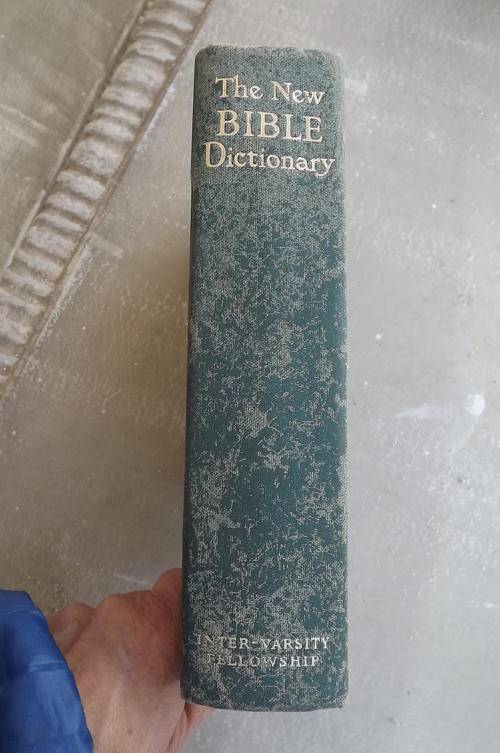 The New
BIBLE
Dictionary
INTER-VARSITY
FELLOWSHIP